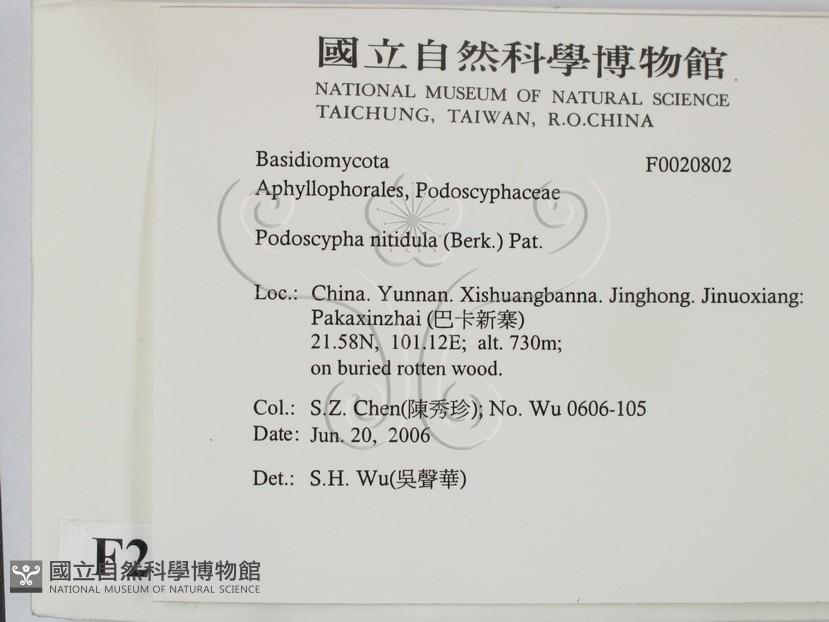 國立自然科學博物館
NATIONAL MUSEUM OF NATURAL SCIENCE
TAICHUNG, TAIWAN, R.O.CHINA
Basidiomycota F0020802
Aphyllophorales, Podoscyphaceae
Podoscypha nitidula (Berk.) Pat.
Loc.: China. Yunnan. Xishuangbanna. Jinghong. Jinuoxiang:
Pakaxinzhai (巴卡新寨)
21.58N, 101.12E; alt. 730m;
on buried rotten wood.
Col.: S.Z. Chen(陳秀珍); No. Wu 0606-105
Date: Jun. 20, 2006
Det.: S.H. Wu(吳聲華)
F2
國立自然科學博物館
NATIONAL MUSEUM OF NATURAL SCIENCE